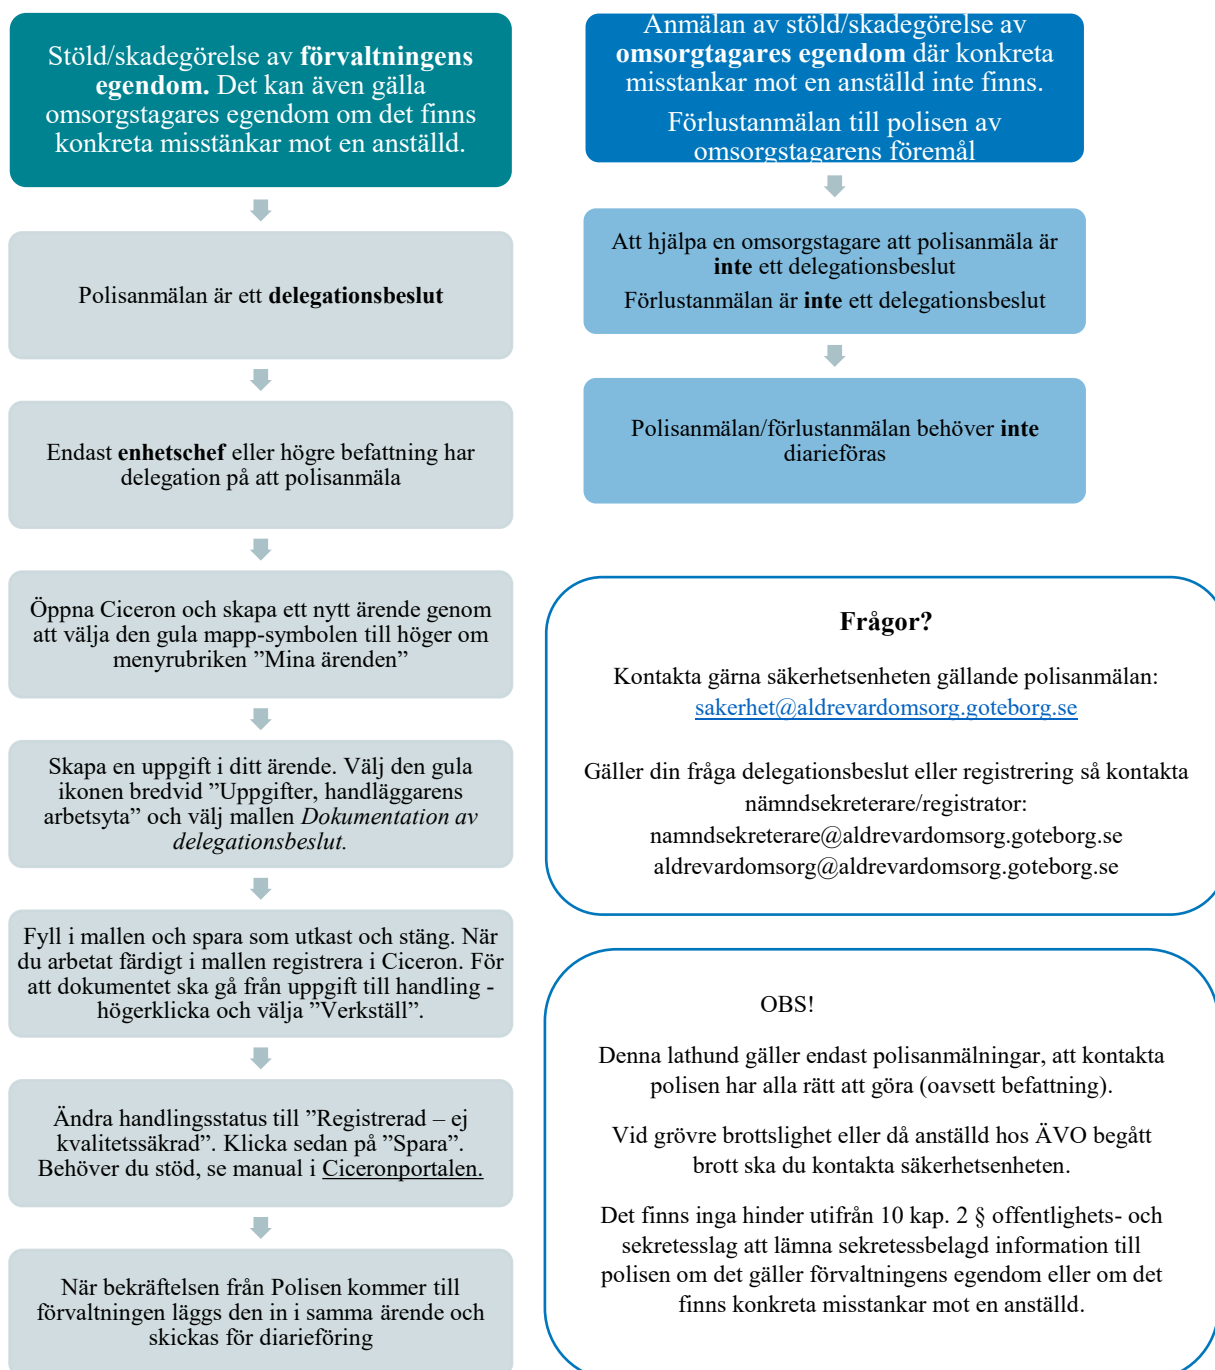 Stöld/skadegörelse av förvaltningens
egendom. Det kan även gälla
omsorgstagares egendom om det finns
konkreta misstänkar mot en anställd.
Polisanmälan är ett delegationsbeslut
Endast enhetschef eller högre befattning har
delegation på att polisanmäla
Öppna Ciceron och skapa ett nytt ärende genom
att välja den gula mapp-symbolen till höger om
menyrubriken ”Mina ärenden”
Skapa en uppgift i ditt ärende. Välj den gula
ikonen bredvid ”Uppgifter, handläggarens
arbetsyta” och välj mallen Dokumentation av
delegationsbeslut.
Fyll i mallen och spara som utkast och stäng. När
du arbetat färdigt i mallen registrera i Ciceron. För
att dokumentet ska gå från uppgift till handling -
högerklicka och välja ”Verkställ”.
Ändra handlingsstatus till ”Registrerad – ej
kvalitetssäkrad”. Klicka sedan på ”Spara”.
Behöver du stöd, se manual i Ciceronportalen.
När bekräftelsen från Polisen kommer till
förvaltningen läggs den in i samma ärende och
skickas för diarieföring
Anmälan av stöld/skadegörelse av
omsorgtagares egendom där konkreta
misstankar mot en anställd inte finns.
Förlustanmälan till polisen av
omsorgstagarens föremål
Att hjälpa en omsorgstagare att polisanmäla är
inte ett delegationsbeslut
Förlustanmälan är inte ett delegationsbeslut
Polisanmälan/förlustanmälan behöver inte
diarieföras
Frågor?
Kontakta gärna säkerhetsenheten gällande polisanmälan:
sakerhet@aldrevardomsorg.goteborg.se
Gäller din fråga delegationsbeslut eller registrering så kontakta
nämndsekreterare/registrator:
namndsekreterare@aldrevardomsorg.goteborg.se
aldrevardomsorg@aldrevardomsorg.goteborg.se
OBS!
Denna lathund gäller endast polisanmälningar, att kontakta
polisen har alla rätt att göra (oavsett befattning).
Vid grövre brottslighet eller då anställd hos ÄVO begått
brott ska du kontakta säkerhetsenheten.
Det finns inga hinder utifrån 10 kap. 2 § offentlighets- och
sekretesslag att lämna sekretessbelagd information till
polisen om det gäller förvaltningens egendom eller om det
finns konkreta misstankar mot en anställd.